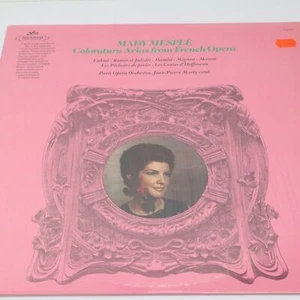 MADY MESPLÉ
Coloratura Arias from French Opera
Lakmé · Roméo et Juliette · Hamlet · Mignon · Manon
Les Pêcheurs de perles · Les Contes d'Hoffmann
Paris Opera Orchestra, Jean-Pierre Marty cond.